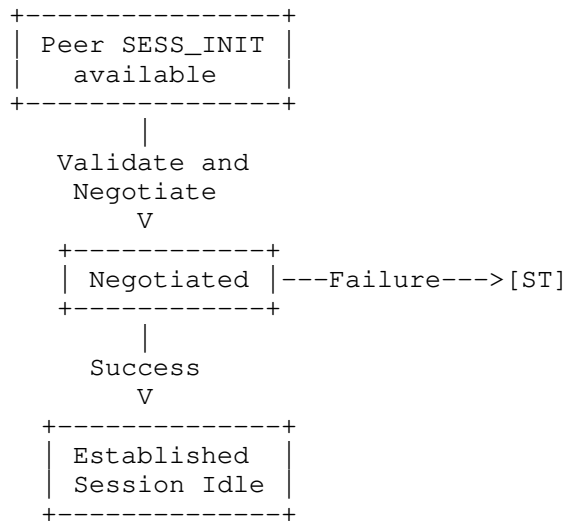 +----------------+
| Peer SESS_INIT |
|   available    |
+----------------+
        |
   Validate and
    Negotiate
        V
   +------------+
   | Negotiated |---Failure--->[ST]
   +------------+
        |
     Success
        V
  +--------------+
  | Established  |
  | Session Idle |
  +--------------+